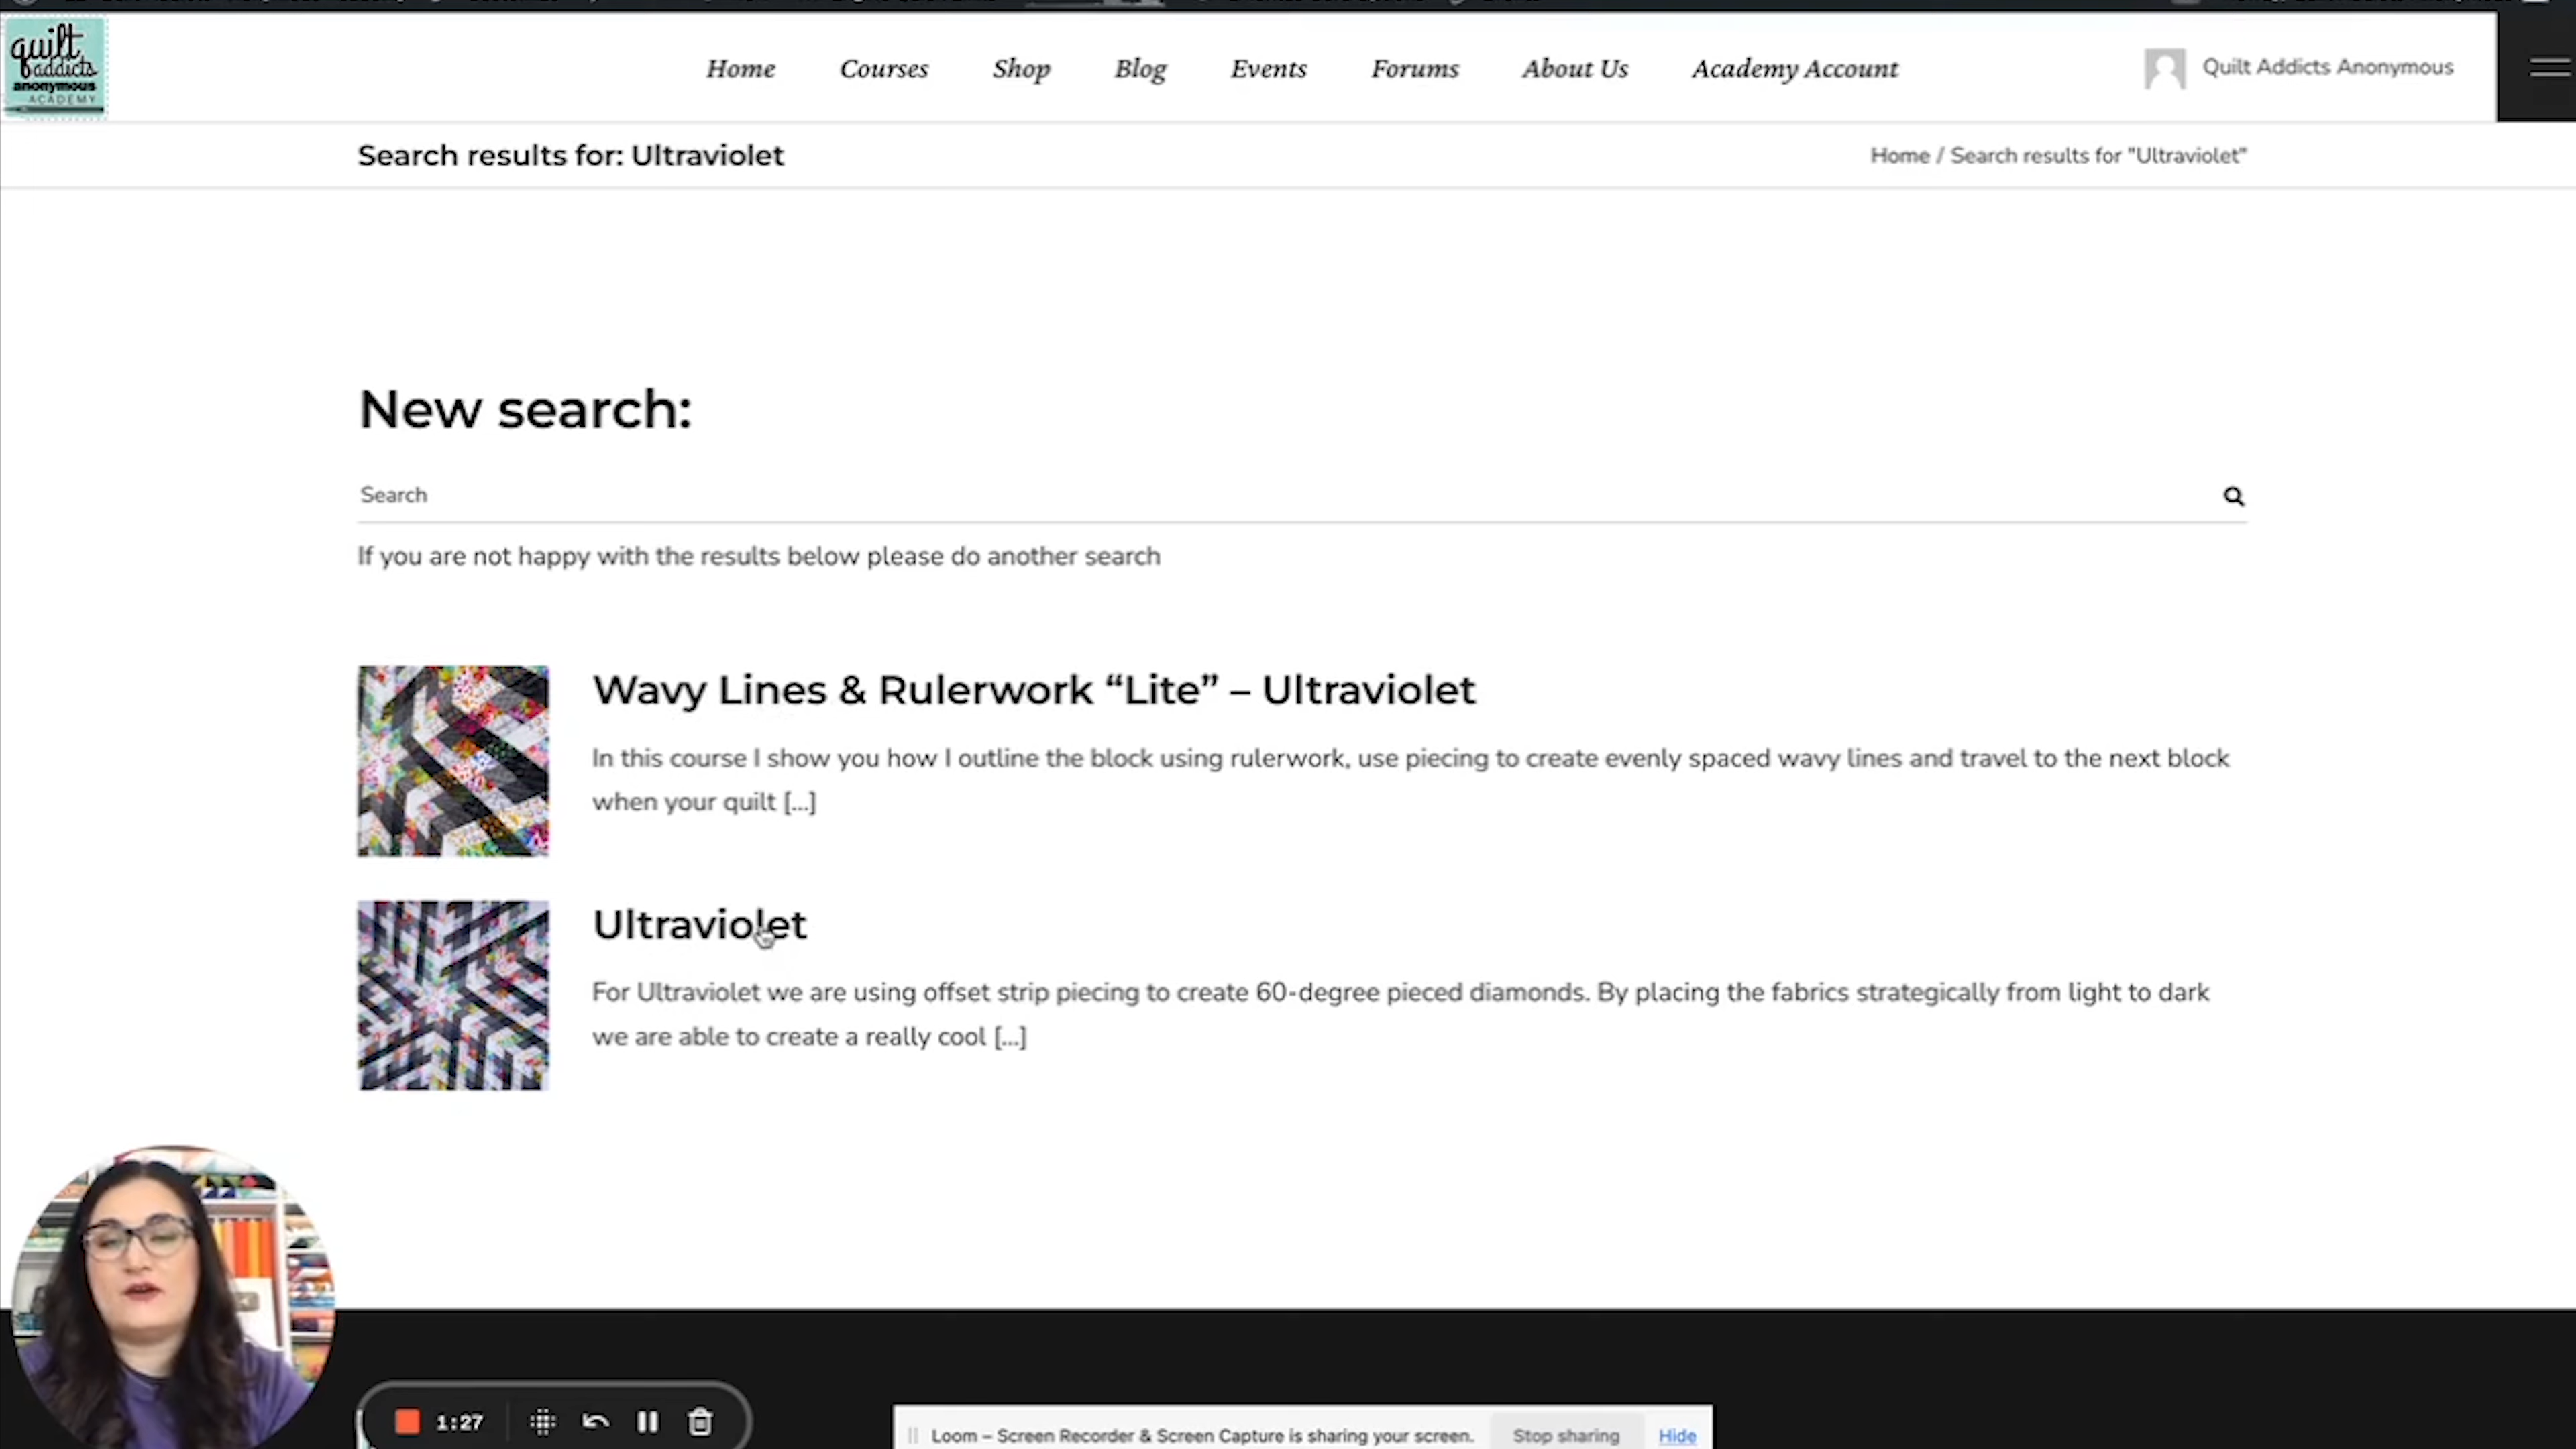 quilt
addicts
anonymous
ACADEMY
Home Courses Shop Blog Events Forums About Us Academy Account
Quilt Addicts Anonymous
Search results for: Ultraviolet
Home / Search results for "Ultraviolet"
New search:
Search
If you are not happy with the results below please do another search
Wavy Lines & Rulerwork “Lite” – Ultraviolet
In this course I show you how I outline the block using rulerwork, use piecing to create evenly spaced wavy lines and travel to the next block
when your quilt [...]
Ultraviolet
For Ultraviolet we are using offset strip piecing to create 60-degree pieced diamonds. By placing the fabrics strategically from light to dark
we are able to create a really cool [...]
1:27
Loom – Screen Recorder & Screen Capture is sharing your screen. Stop sharing Hide